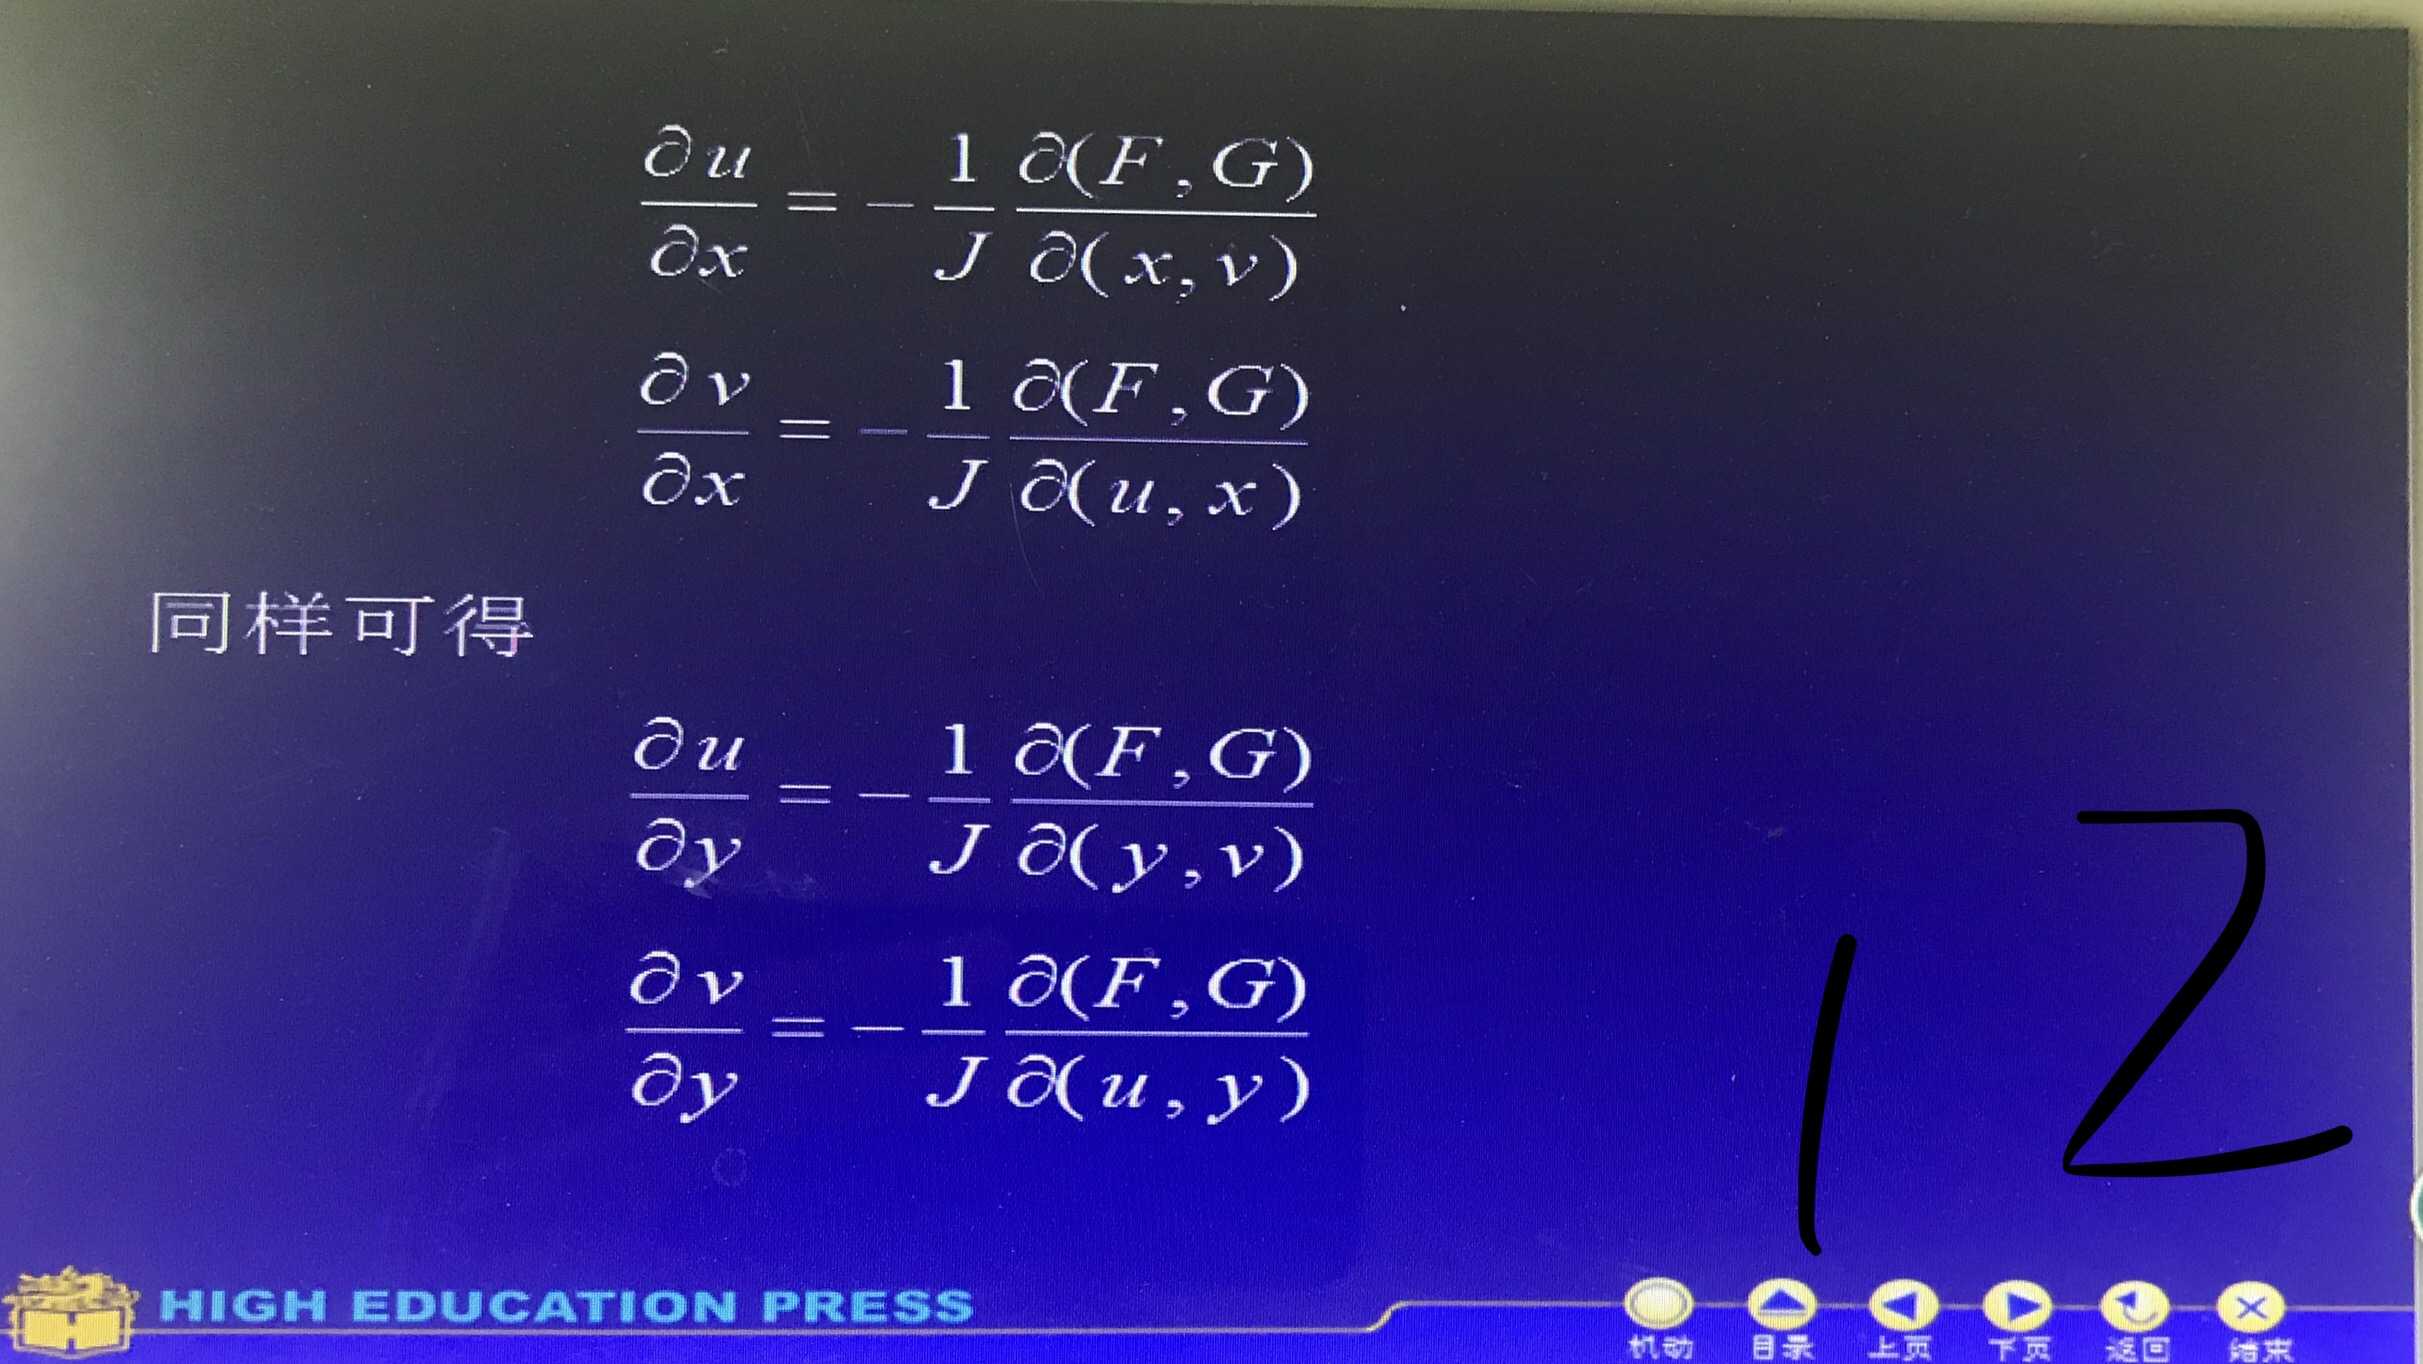 ∂u/∂x = -1/J ∂(F,G)/∂(x,v)
∂v/∂x = -1/J ∂(F,G)/∂(u,x)
同样可得
∂u/∂y = -1/J ∂(F,G)/∂(y,v)
∂v/∂y = -1/J ∂(F,G)/∂(u,y)
12
HIGH EDUCATION PRESS
机动 目录 上页 下页 返回 结束